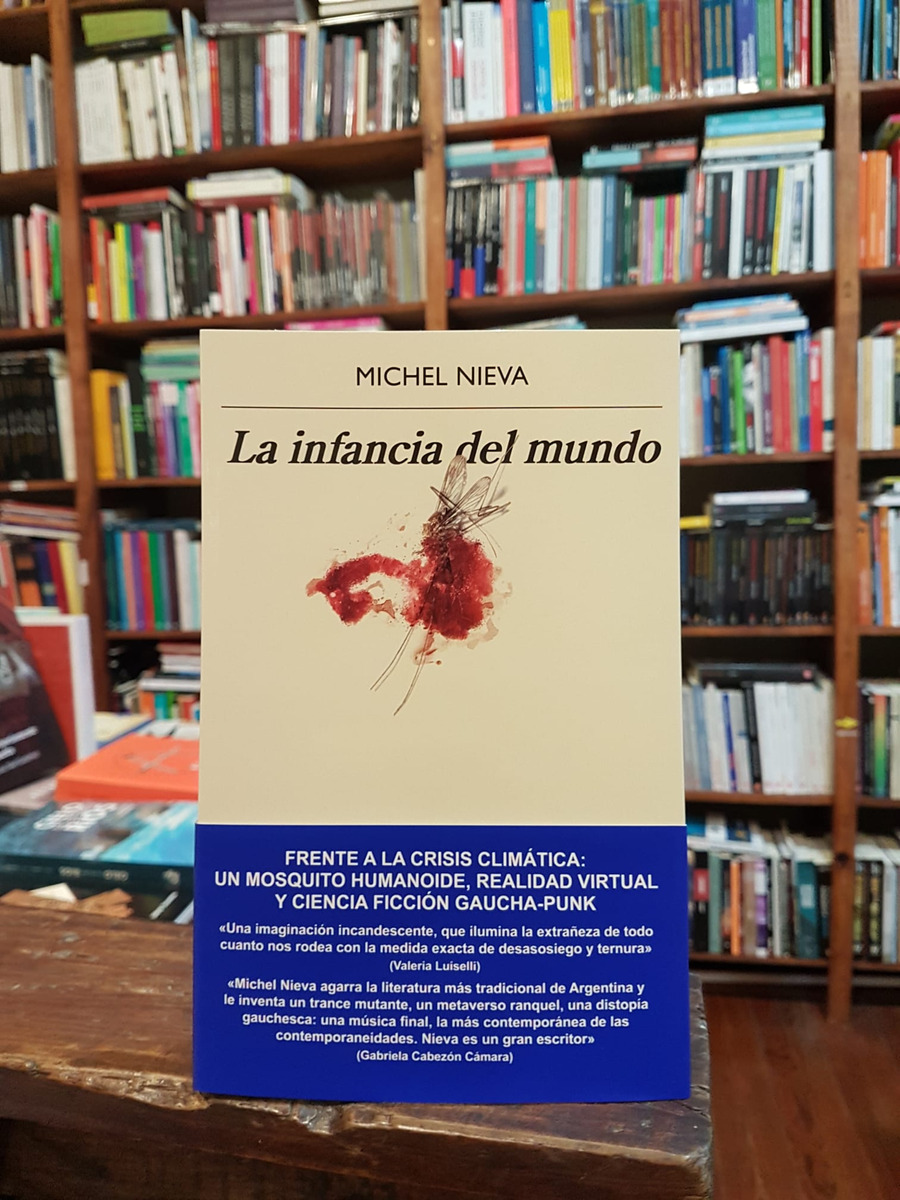 MICHEL NIEVA
La infancia del mundo
FRENTE A LA CRISIS CLIMÁTICA:
UN MOSQUITO HUMANOIDE, REALIDAD VIRTUAL
Y CIENCIA FICCIÓN GAUCHA-PUNK
«Una imaginación incandescente, que ilumina la extrañeza de todo
cuanto nos rodea con la medida exacta de desasosiego y ternura»
(Valeria Luiselli)
«Michel Nieva agarra la literatura más tradicional de Argentina y
le inventa un trance mutante, un metaverso ranquel, una distopía
gauchesca: una música final, la más contemporánea de las
contemporaneidades. Nieva es un gran escritor»
(Gabriela Cabezón Cámara)